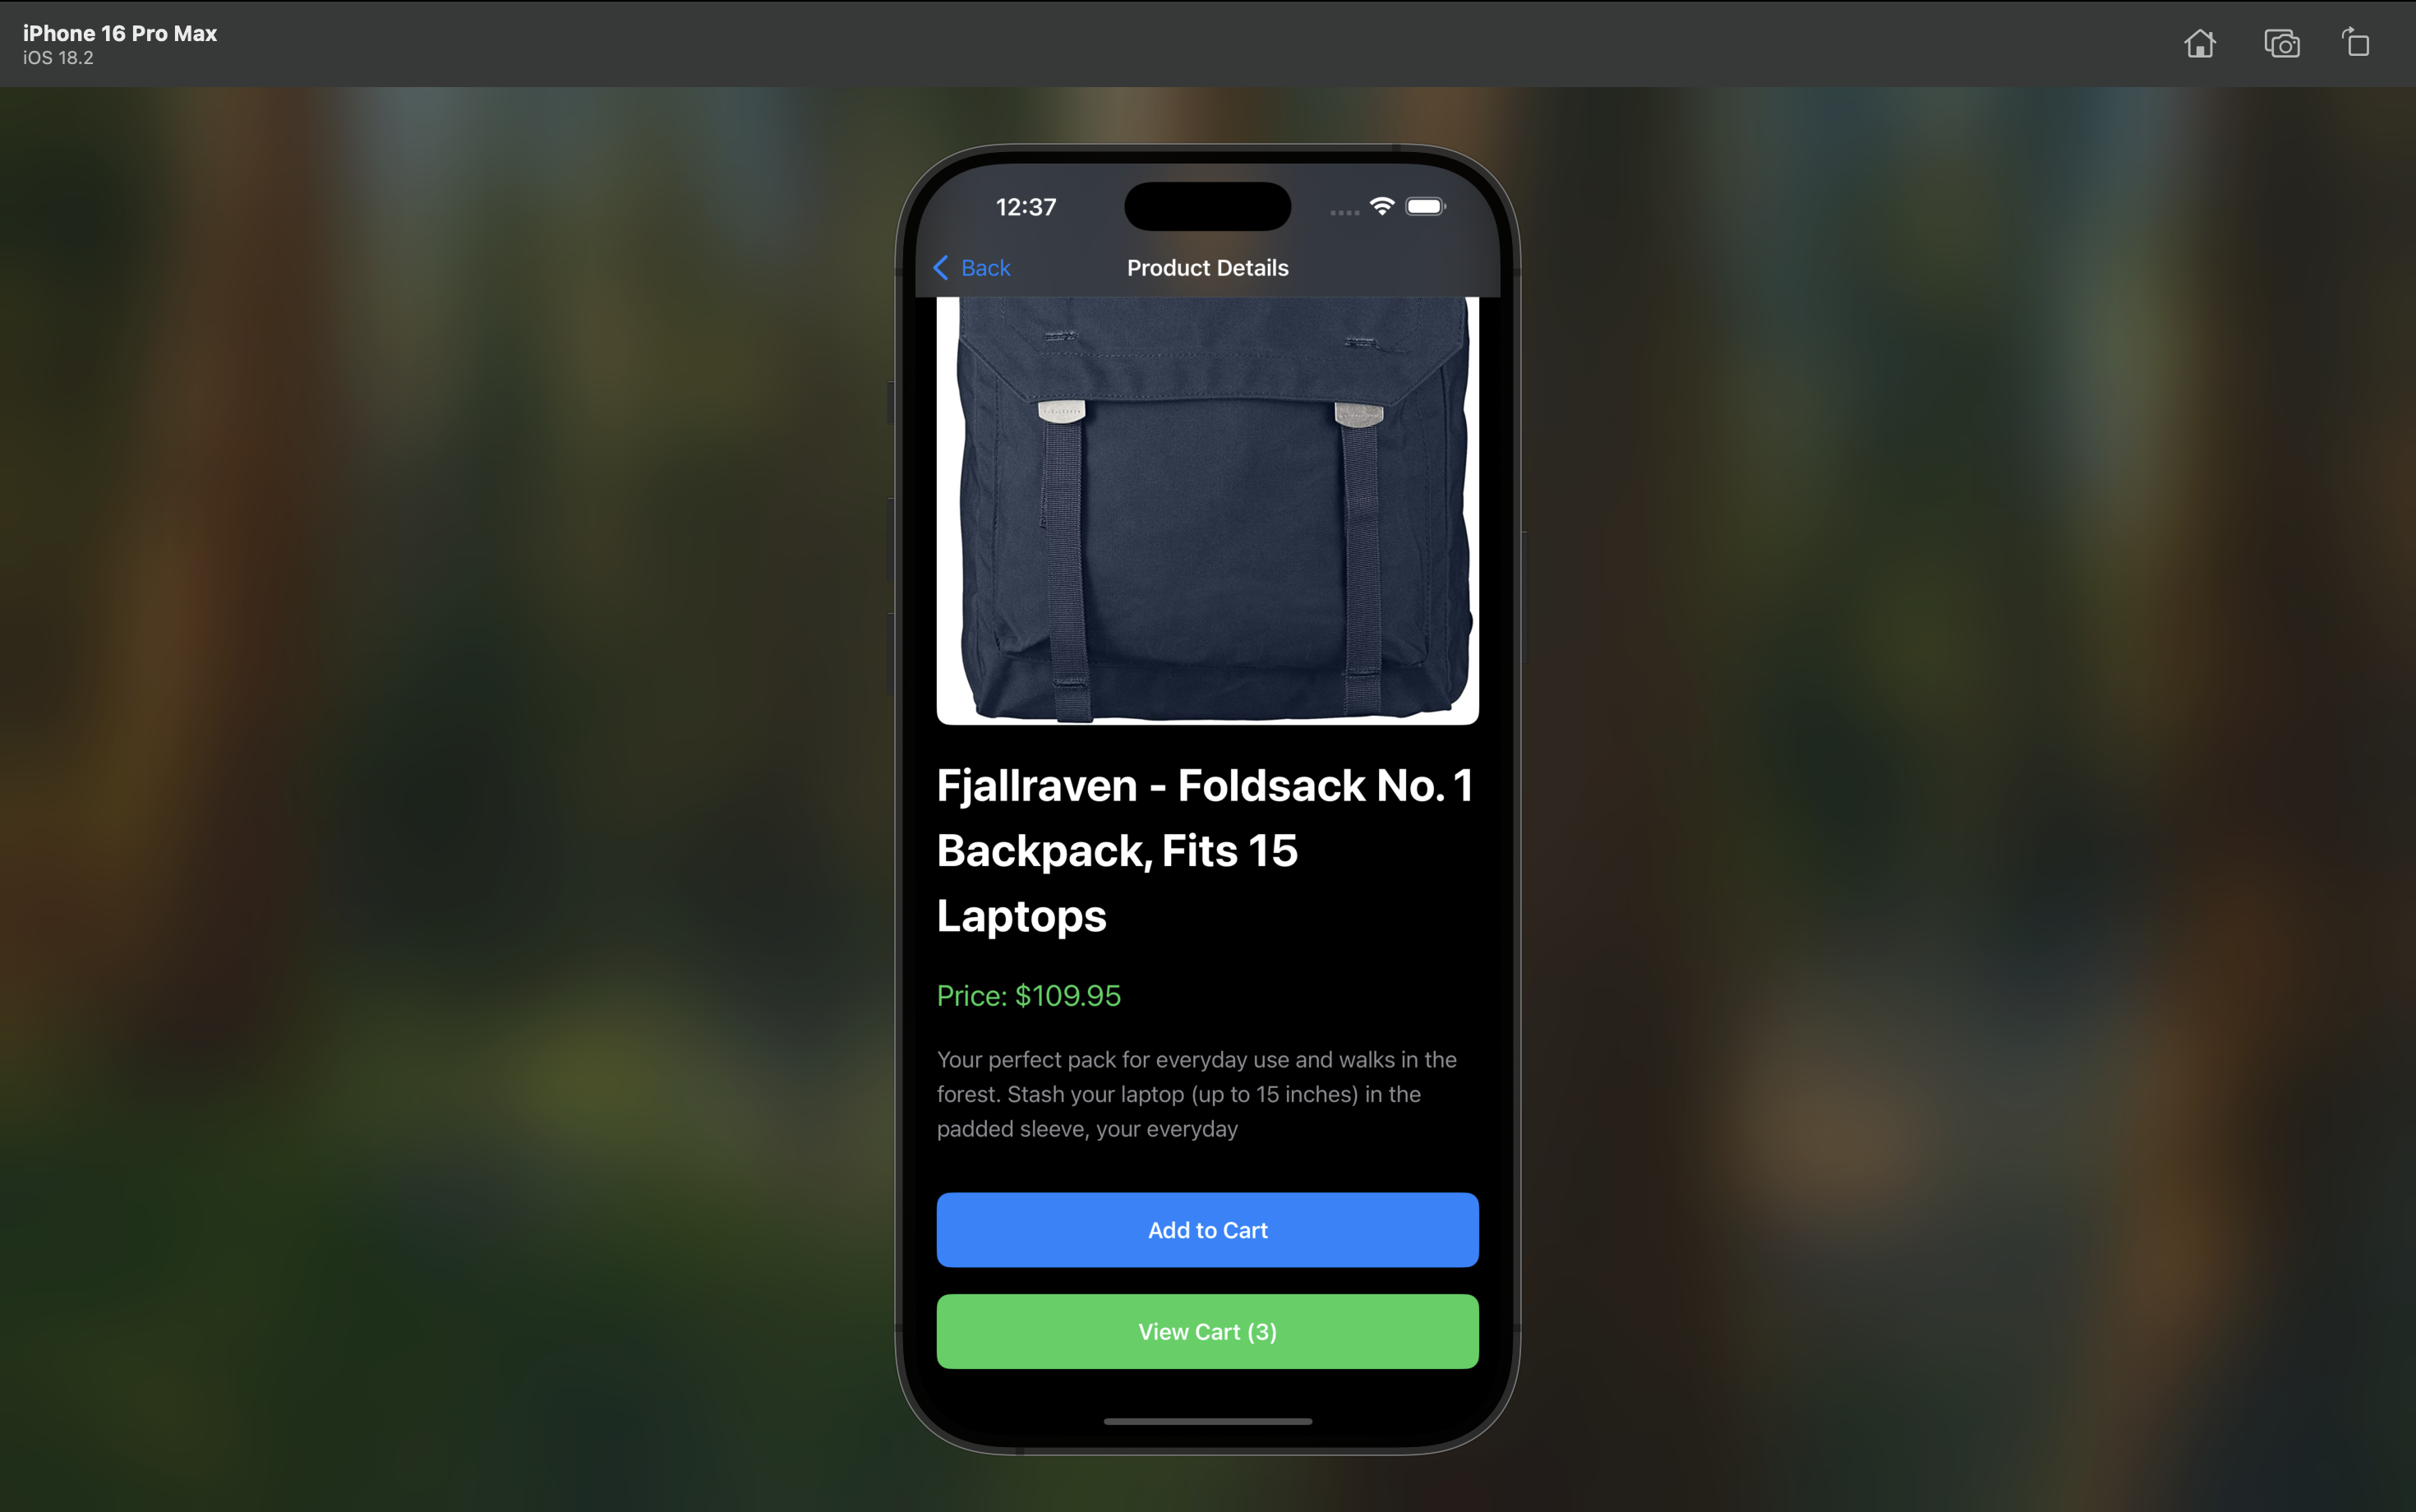 iPhone 16 Pro Max
iOS 18.2
12:37
Back
Product Details
Fjallraven - Foldsack No. 1
Backpack, Fits 15
Laptops
Price: $109.95
Your perfect pack for everyday use and walks in the
forest. Stash your laptop (up to 15 inches) in the
padded sleeve, your everyday
Add to Cart
View Cart (3)